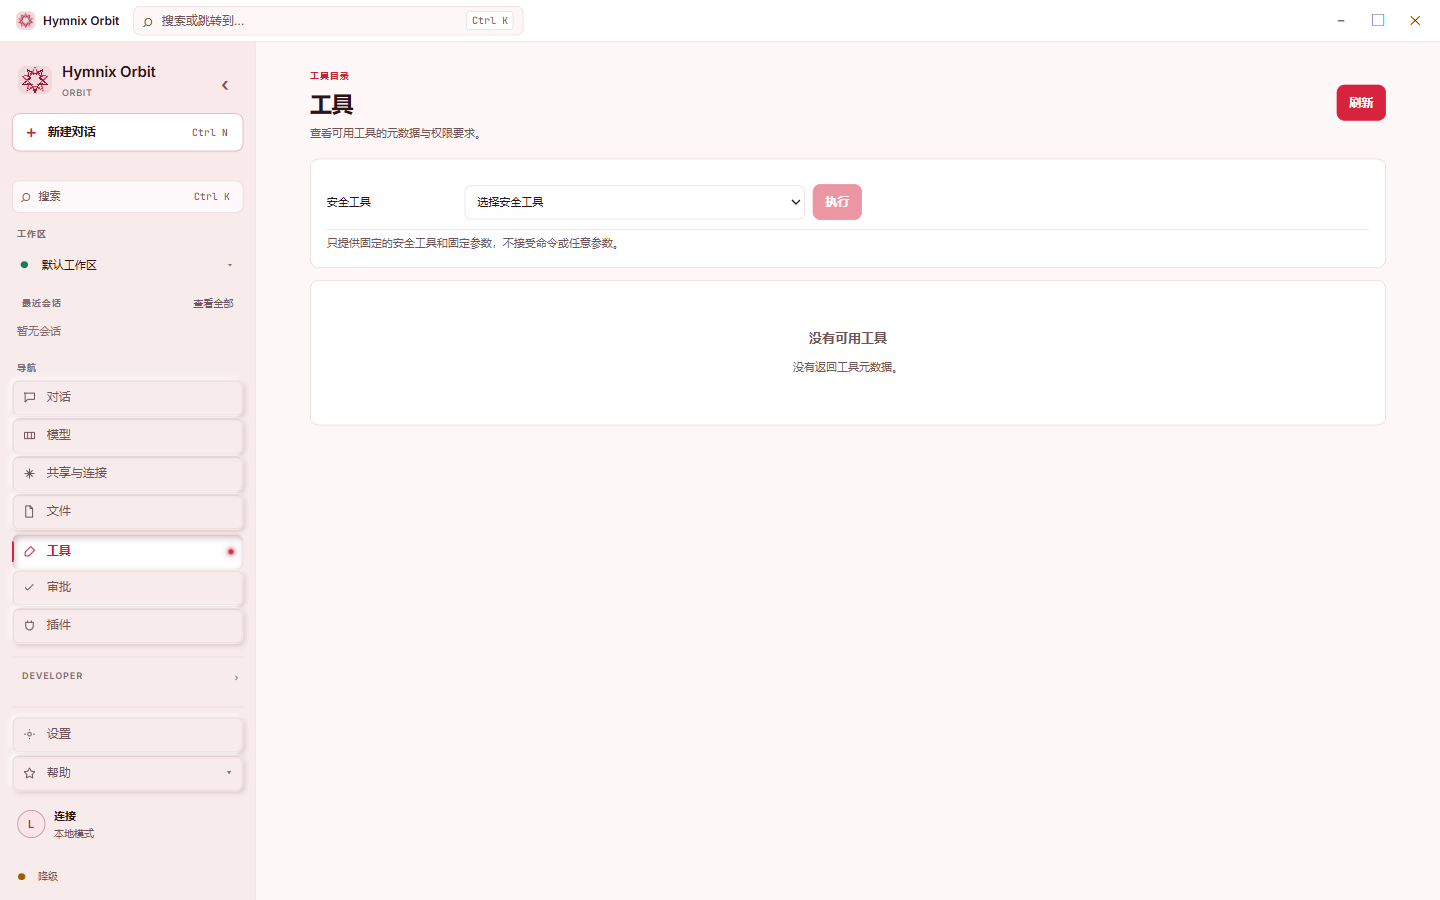 Hymnix Orbit
搜索或跳转到...
Ctrl K
Hymnix Orbit
ORBIT
新建对话
Ctrl N
搜索
Ctrl K
工作区
默认工作区
最近会话
查看全部
暂无会话
导航
对话
模型
共享与连接
文件
工具
审批
插件
DEVELOPER
设置
帮助
L
连接
本地模式
降级
工具目录
工具
查看可用工具的元数据与权限要求。
刷新
安全工具
选择安全工具
执行
只提供固定的安全工具和固定参数，不接受命令或任意参数。
没有可用工具
没有返回工具元数据。